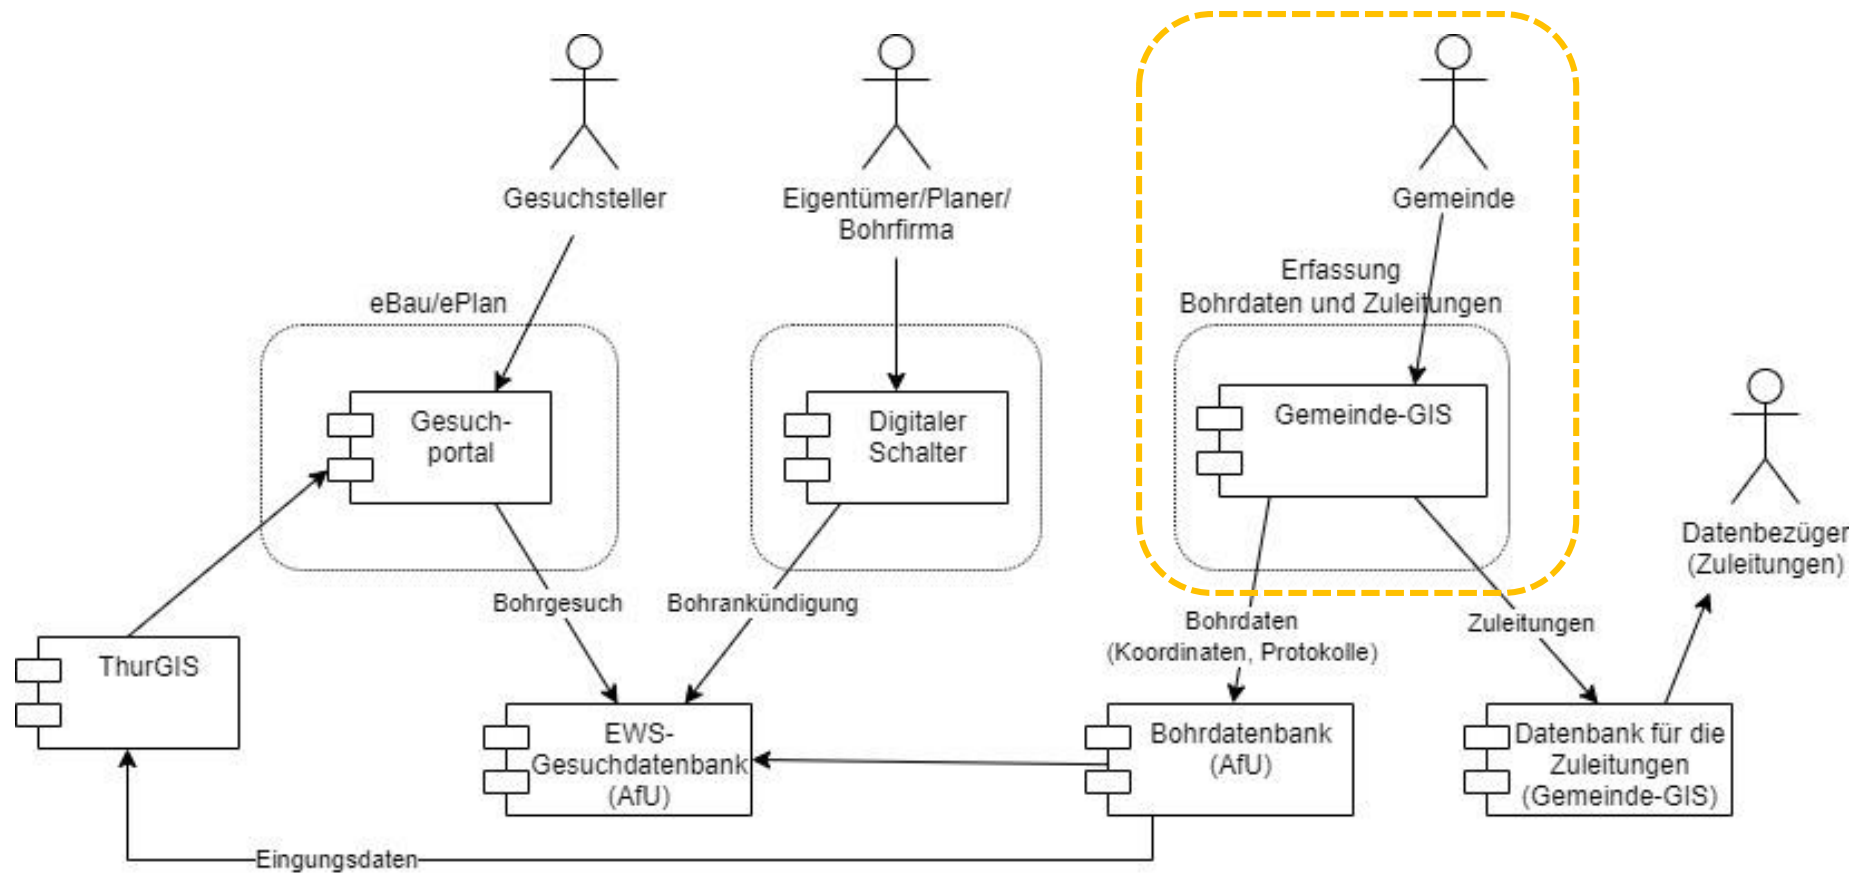 Gesuchsteller
Eigentümer/Planer/
Bohrfirma
Gemeinde
eBau/ePlan
Erfassung
Bohrdaten und Zuleitungen
Gesuch-
portal
Digitaler
Schalter
Gemeinde-GIS
Datenbezüger
(Zuleitungen)
Bohrgesuch
Bohrankündigung
Bohrdaten
(Koordinaten, Protokolle)
Zuleitungen
ThurGIS
EWS-
Gesuchdatenbank
(AfU)
Bohrdatenbank
(AfU)
Datenbank für die
Zuleitungen
(Gemeinde-GIS)
Eingungsdaten